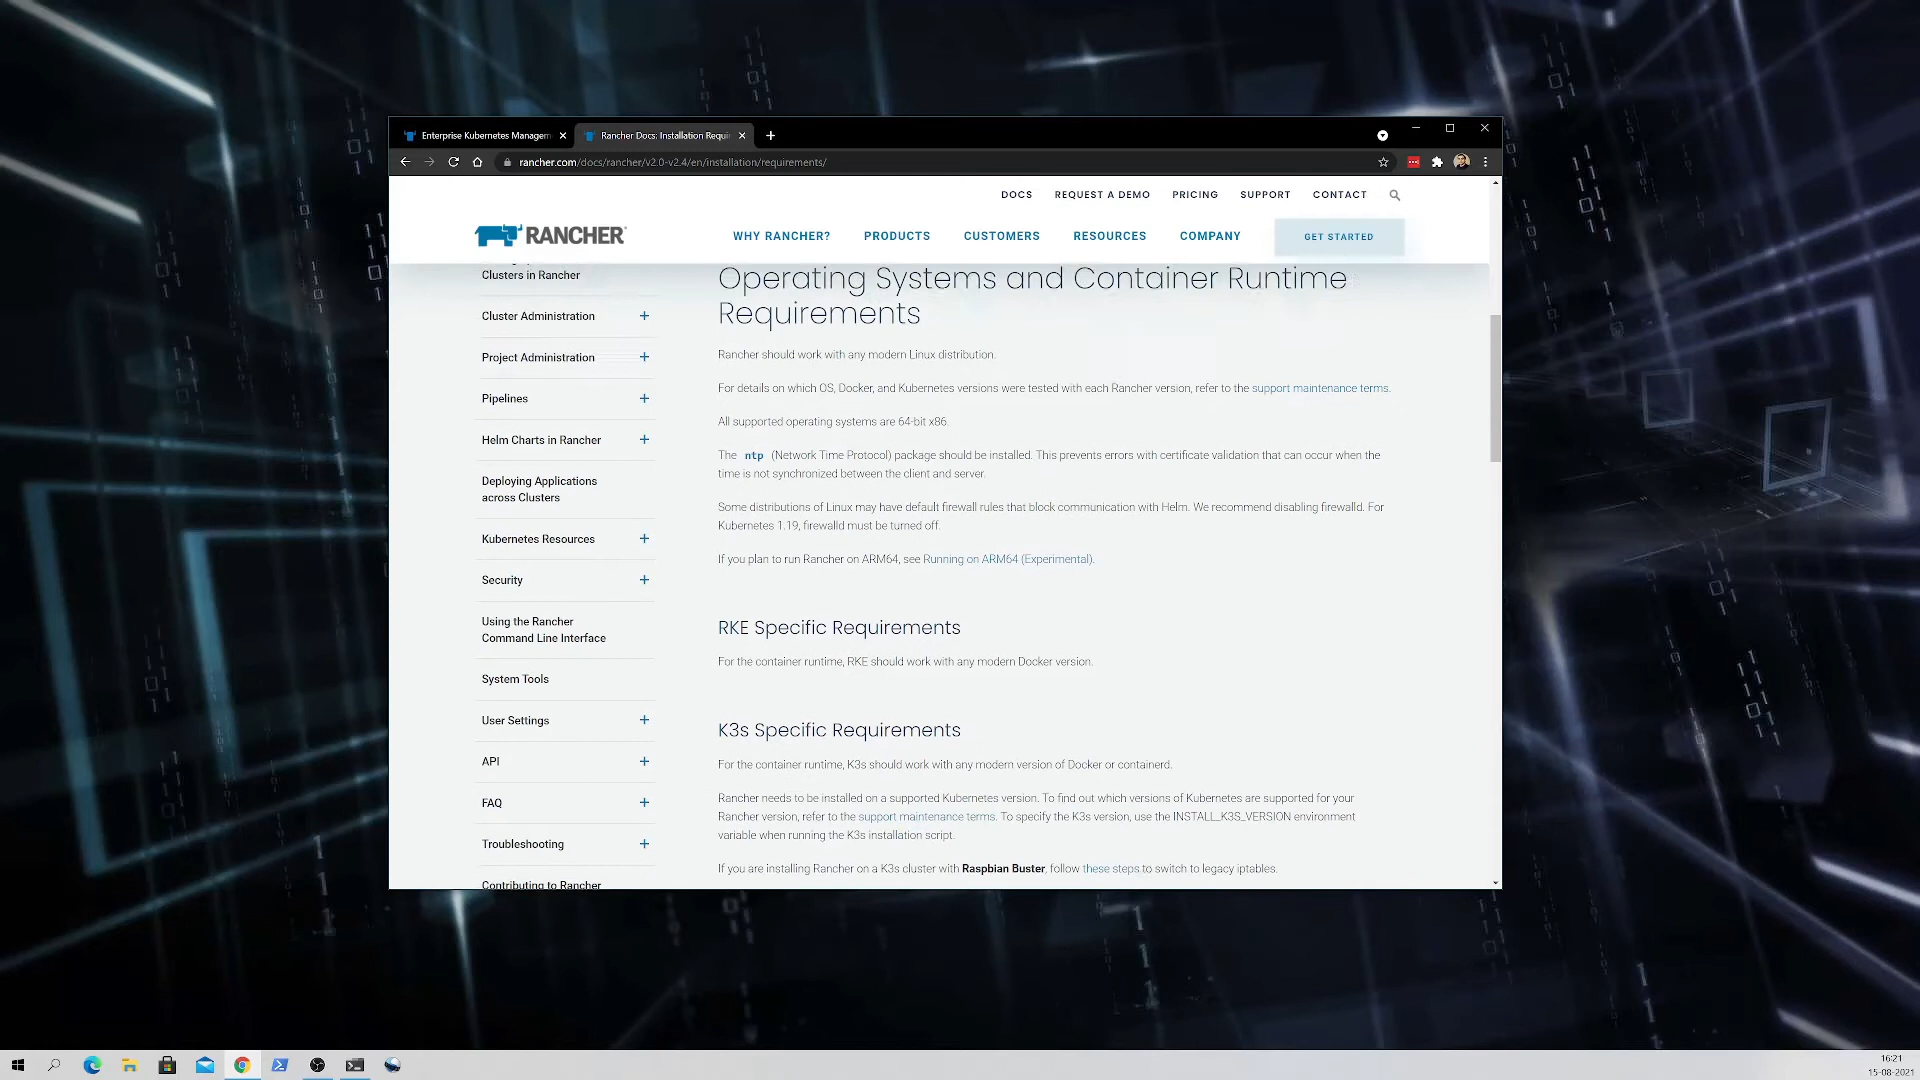 Enterprise Kubernetes Managem
Rancher Docs: Installation Requi
rancher.com/docs/rancher/v2.0-v2.4/en/installation/requirements/
DOCS
REQUEST A DEMO
PRICING
SUPPORT
CONTACT
RANCHER
WHY RANCHER?
PRODUCTS
CUSTOMERS
RESOURCES
COMPANY
GET STARTED
Clusters in Rancher
Cluster Administration
Project Administration
Pipelines
Helm Charts in Rancher
Deploying Applications
across Clusters
Kubernetes Resources
Security
Using the Rancher
Command Line Interface
System Tools
User Settings
API
FAQ
Troubleshooting
Contributing to Rancher
Operating Systems and Container Runtime
Requirements
Rancher should work with any modern Linux distribution.
For details on which OS, Docker, and Kubernetes versions were tested with each Rancher version, refer to the support maintenance terms.
All supported operating systems are 64-bit x86.
The ntp (Network Time Protocol) package should be installed. This prevents errors with certificate validation that can occur when the
time is not synchronized between the client and server.
Some distributions of Linux may have default firewall rules that block communication with Helm. We recommend disabling firewalld. For
Kubernetes 1.19, firewalld must be turned off.
If you plan to run Rancher on ARM64, see Running on ARM64 (Experimental).
RKE Specific Requirements
For the container runtime, RKE should work with any modern Docker version.
K3s Specific Requirements
For the container runtime, K3s should work with any modern version of Docker or containerd.
Rancher needs to be installed on a supported Kubernetes version. To find out which versions of Kubernetes are supported for your
Rancher version, refer to the support maintenance terms. To specify the K3s version, use the INSTALL_K3S_VERSION environment
variable when running the K3s installation script.
If you are installing Rancher on a K3s cluster with Raspbian Buster, follow these steps to switch to legacy iptables.
16:21
15-08-2021